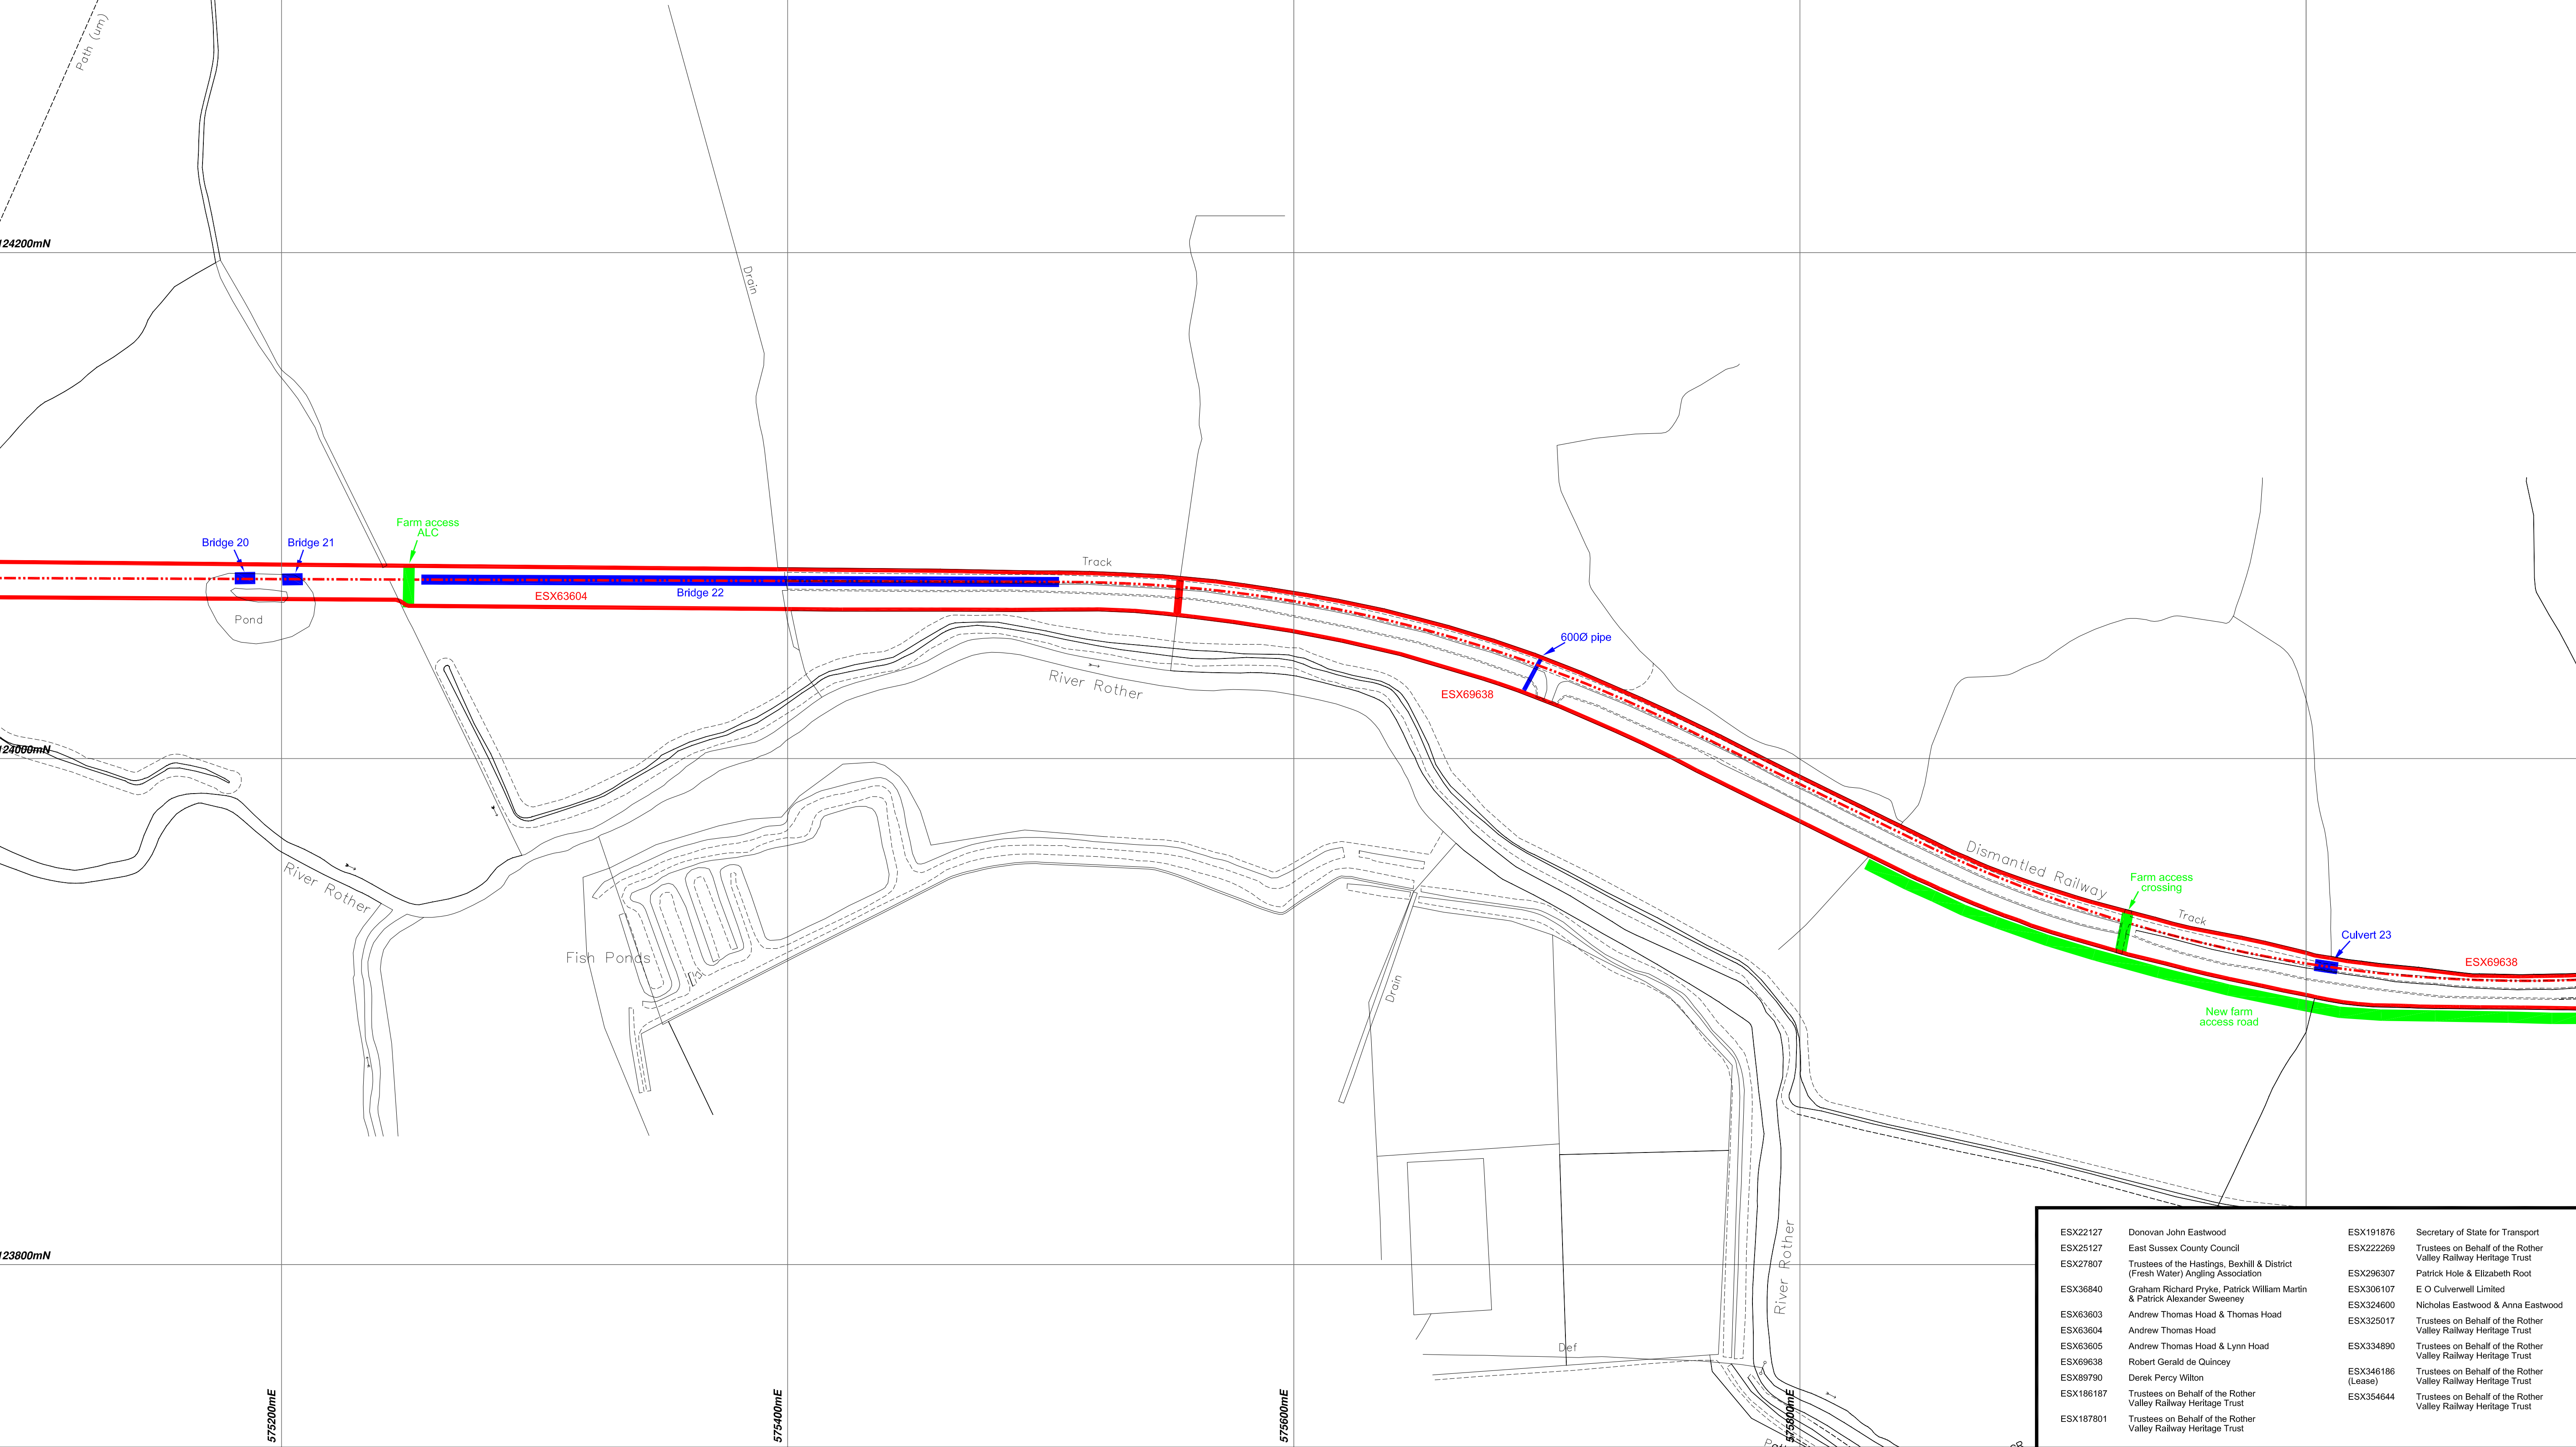 Path (um)
124200mN
Drain
Farm access
ALC
Bridge 20
Bridge 21
Track
ESX63604
Bridge 22
Pond
600Ø pipe
River Rother
ESX69638
124000mN
Dismantled Railway
River Rother
Farm access
crossing
Track
Culvert 23
Fish Ponds
ESX69638
Drain
New farm
access road
River Rother
123800mN
Def
575200mE
575400mE
575600mE
575800mE
ESX22127 Donovan John Eastwood
ESX25127 East Sussex County Council
ESX27807 Trustees of the Hastings, Bexhill & District
(Fresh Water) Angling Association
ESX36840 Graham Richard Pryke, Patrick William Martin
& Patrick Alexander Sweeney
ESX63603 Andrew Thomas Hoad & Thomas Hoad
ESX63604 Andrew Thomas Hoad
ESX63605 Andrew Thomas Hoad & Lynn Hoad
ESX69638 Robert Gerald de Quincey
ESX89790 Derek Percy Wilton
ESX186187 Trustees on Behalf of the Rother
Valley Railway Heritage Trust
ESX187801 Trustees on Behalf of the Rother
Valley Railway Heritage Trust
ESX191876 Secretary of State for Transport
ESX222269 Trustees on Behalf of the Rother
Valley Railway Heritage Trust
ESX296307 Patrick Hole & Elizabeth Root
ESX306107 E O Culverwell Limited
ESX324600 Nicholas Eastwood & Anna Eastwood
ESX325017 Trustees on Behalf of the Rother
Valley Railway Heritage Trust
ESX334890 Trustees on Behalf of the Rother
Valley Railway Heritage Trust
ESX346186 Trustees on Behalf of the Rother
(Lease) Valley Railway Heritage Trust
ESX354644 Trustees on Behalf of the Rother
Valley Railway Heritage Trust